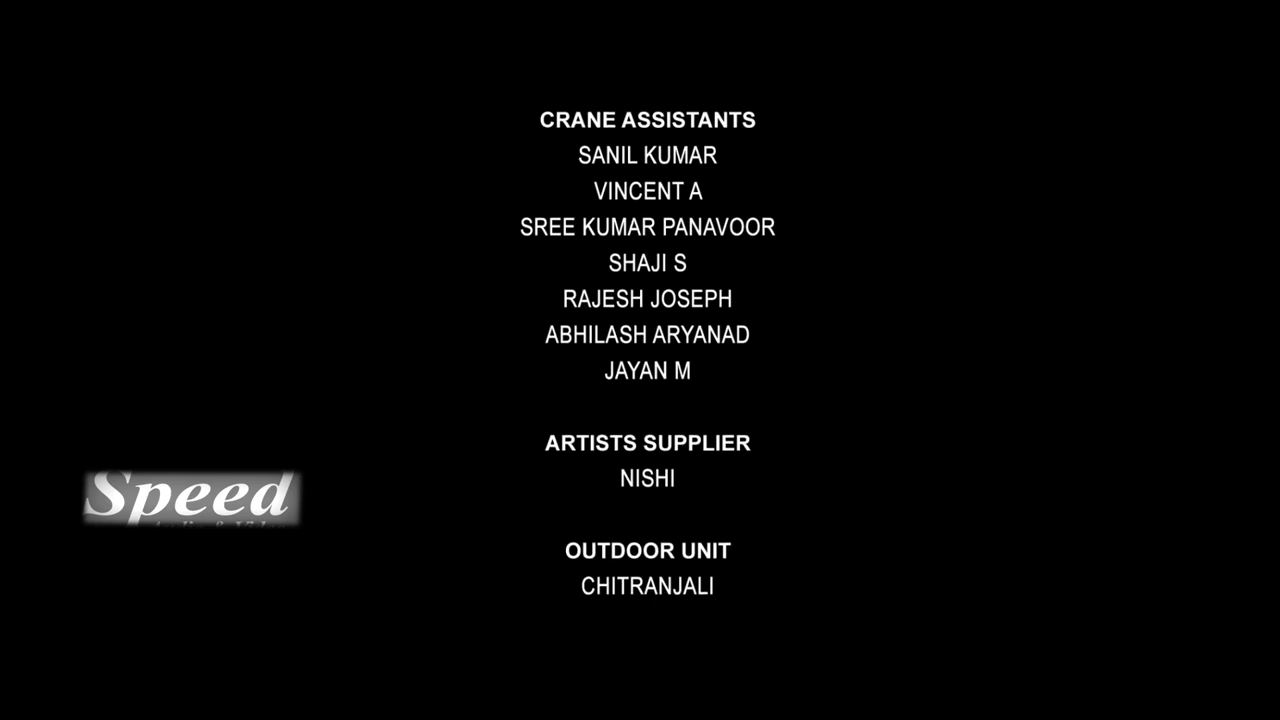 CRANE ASSISTANTS
SANIL KUMAR
VINCENT A
SREE KUMAR PANAVOOR
SHAJI S
RAJESH JOSEPH
ABHILASH ARYANAD
JAYAN M
ARTISTS SUPPLIER
NISHI
Speed
OUTDOOR UNIT
CHITRANJALI